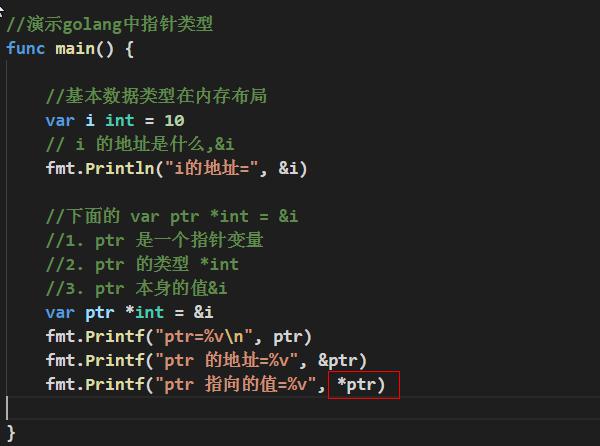 //演示golang中指针类型
func main() {
//基本数据类型在内存布局
var i int = 10
// i 的地址是什么,&i
fmt.Println("i的地址=", &i)
//下面的 var ptr *int = &i
//1. ptr 是一个指针变量
//2. ptr 的类型 *int
//3. ptr 本身的值&i
var ptr *int = &i
fmt.Printf("ptr=%v\n", ptr)
fmt.Printf("ptr 的地址=%v", &ptr)
fmt.Printf("ptr 指向的值=%v", *ptr)
}